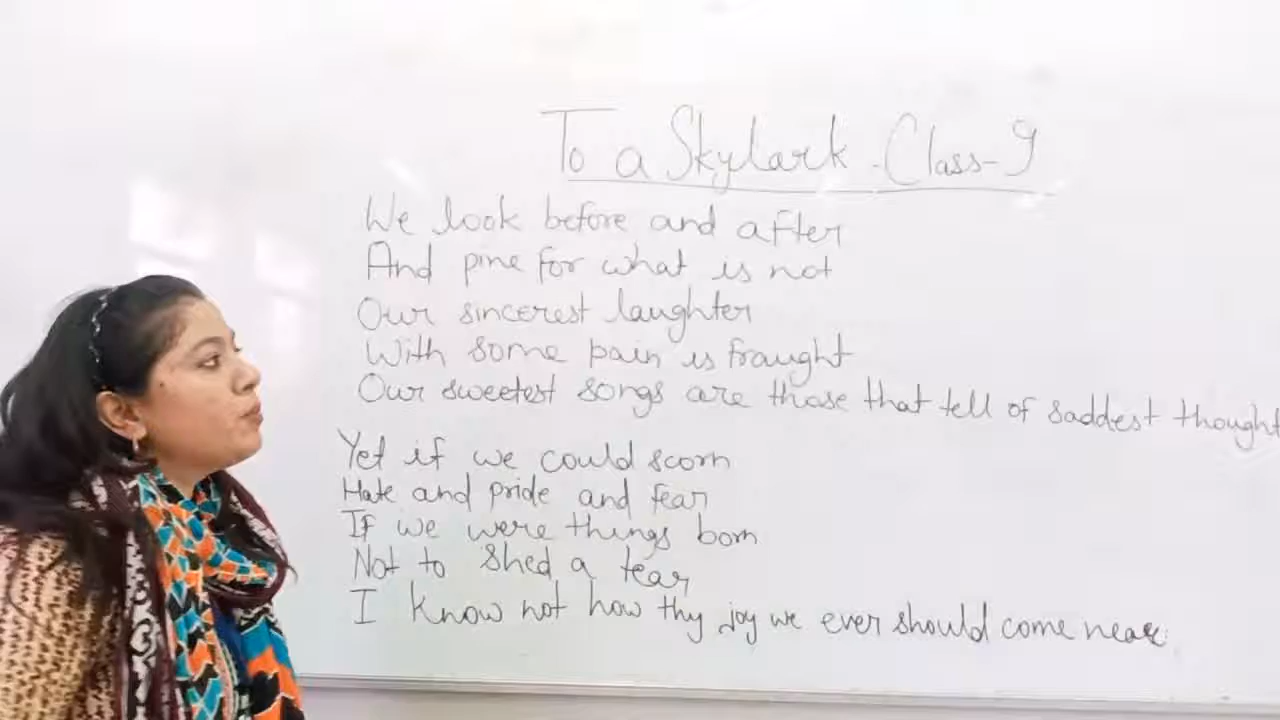 To a Skylark - Class-9
We look before and after
And pine for what is not
Our sincerest laughter
With some pain is fraught
Our sweetest songs are those that tell of saddest thought
Yet if we could scorn
Hate and pride and fear
If we were things born
Not to shed a tear
I know not how thy joy we ever should come near.